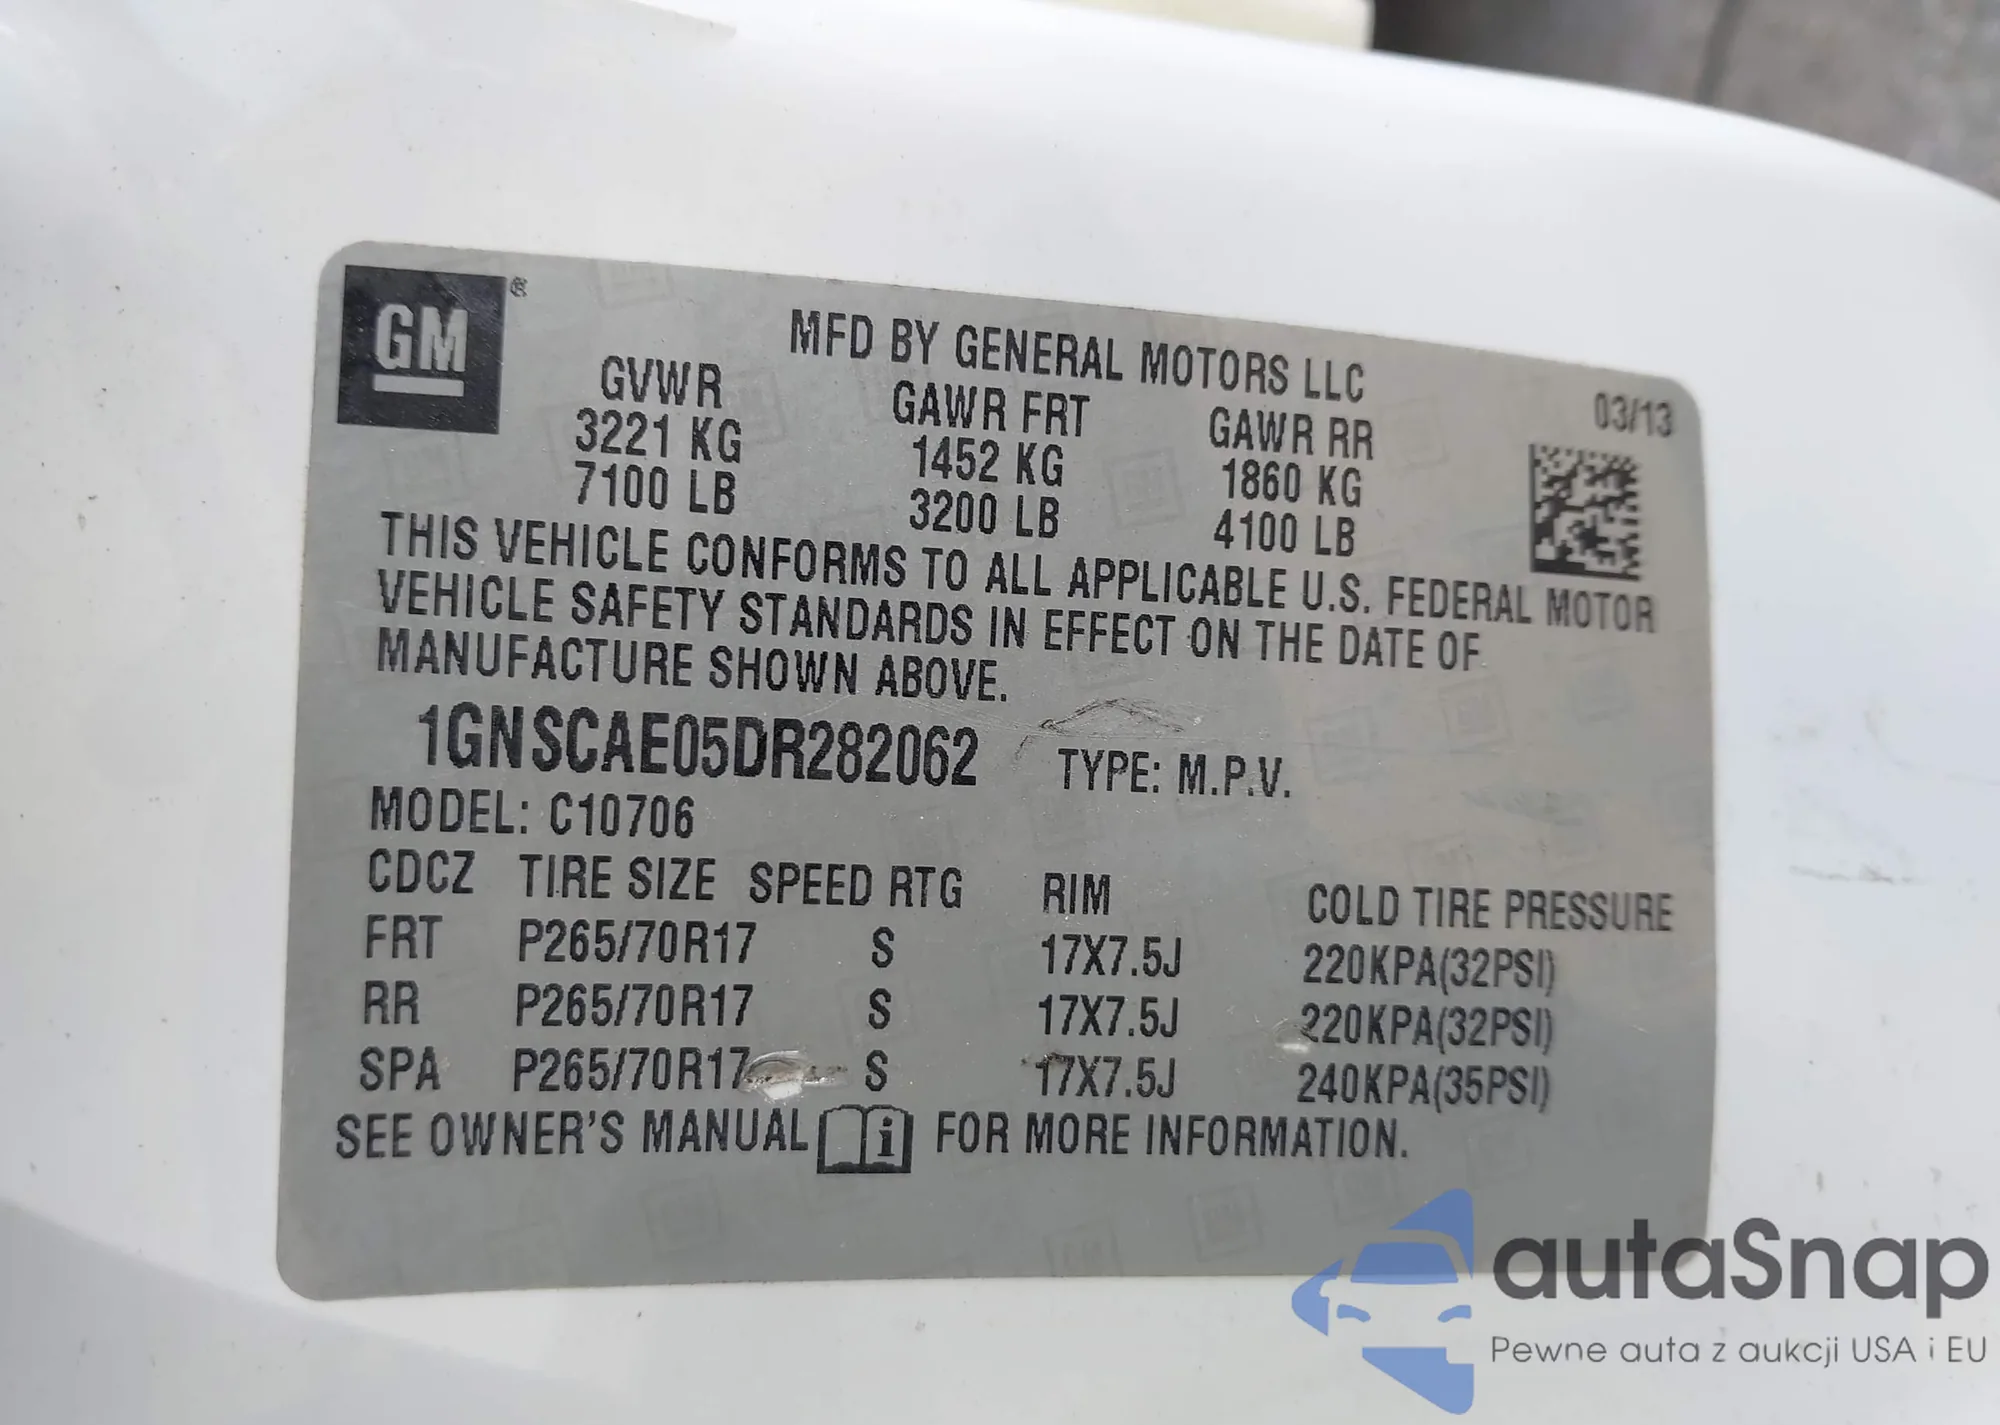 GM ®
MFD BY GENERAL MOTORS LLC
03/13
GVWR GAWR FRT GAWR RR
3221 KG 1452 KG 1860 KG
7100 LB 3200 LB 4100 LB
THIS VEHICLE CONFORMS TO ALL APPLICABLE U.S. FEDERAL MOTOR
VEHICLE SAFETY STANDARDS IN EFFECT ON THE DATE OF
MANUFACTURE SHOWN ABOVE.
1GNSCAE05DR282062 TYPE: M.P.V.
MODEL: C10706
CDCZ TIRE SIZE SPEED RTG RIM COLD TIRE PRESSURE
FRT P265/70R17 S 17X7.5J 220KPA(32PSI)
RR P265/70R17 S 17X7.5J 220KPA(32PSI)
SPA P265/70R17 S 17X7.5J 240KPA(35PSI)
SEE OWNER'S MANUAL i FOR MORE INFORMATION.
autaSnap
Pewne auta z aukcji USA i EU